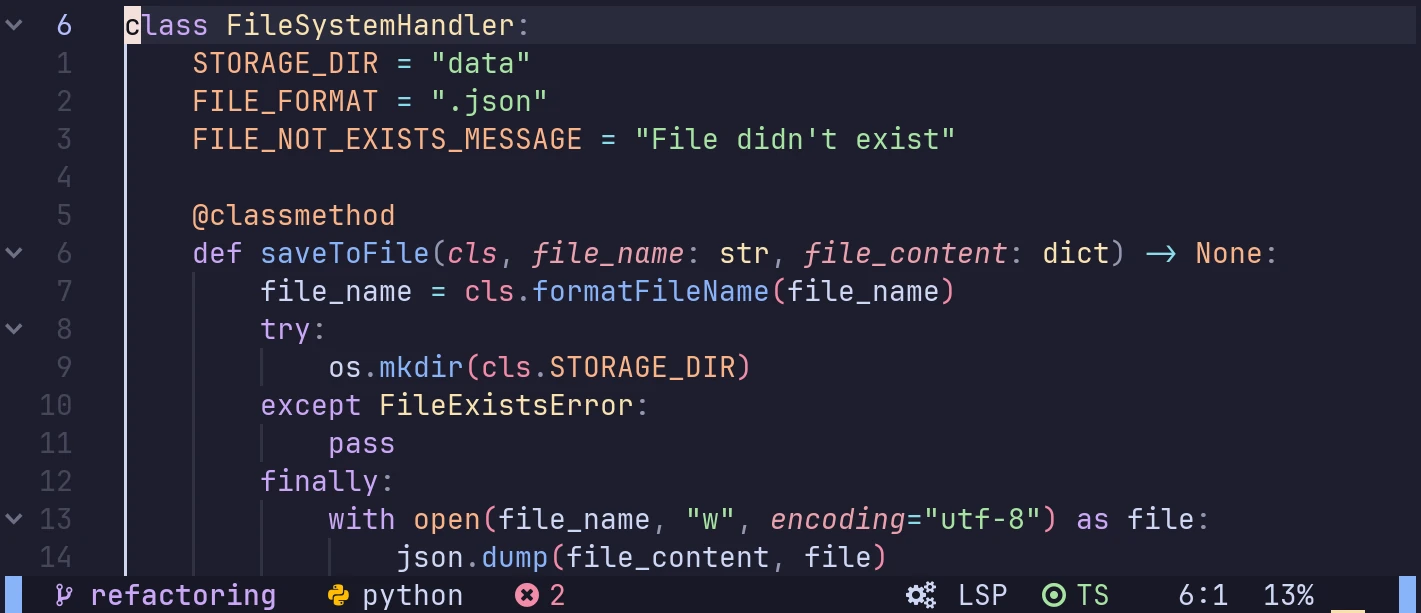 6 class FileSystemHandler:
1     STORAGE_DIR = "data"
2     FILE_FORMAT = ".json"
3     FILE_NOT_EXISTS_MESSAGE = "File didn't exist"
4
5     @classmethod
6     def saveToFile(cls, file_name: str, file_content: dict) -> None:
7         file_name = cls.formatFileName(file_name)
8         try:
9             os.mkdir(cls.STORAGE_DIR)
10         except FileExistsError:
11             pass
12         finally:
13             with open(file_name, "w", encoding="utf-8") as file:
14                 json.dump(file_content, file)
refactoring python 2 LSP TS 6:1 13%